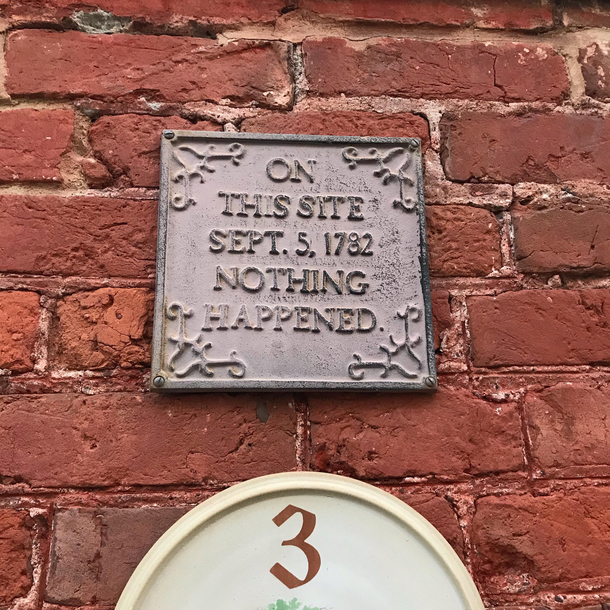 ON
THIS SITE
SEPT. 5, 1782
NOTHING
HAPPENED.
3